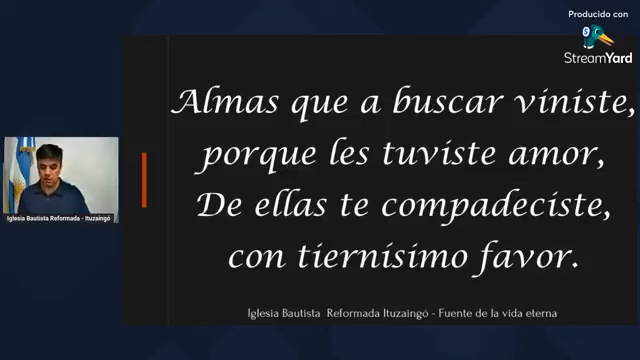 Producido con
StreamYard
Almas que a buscar viniste,
porque les tuviste amor,
De ellas te compadeciste,
con tiernísimo favor.
Iglesia Bautista Reformada - Ituzaingó
Iglesia Bautista Reformada Ituzaingó - Fuente de la vida eterna